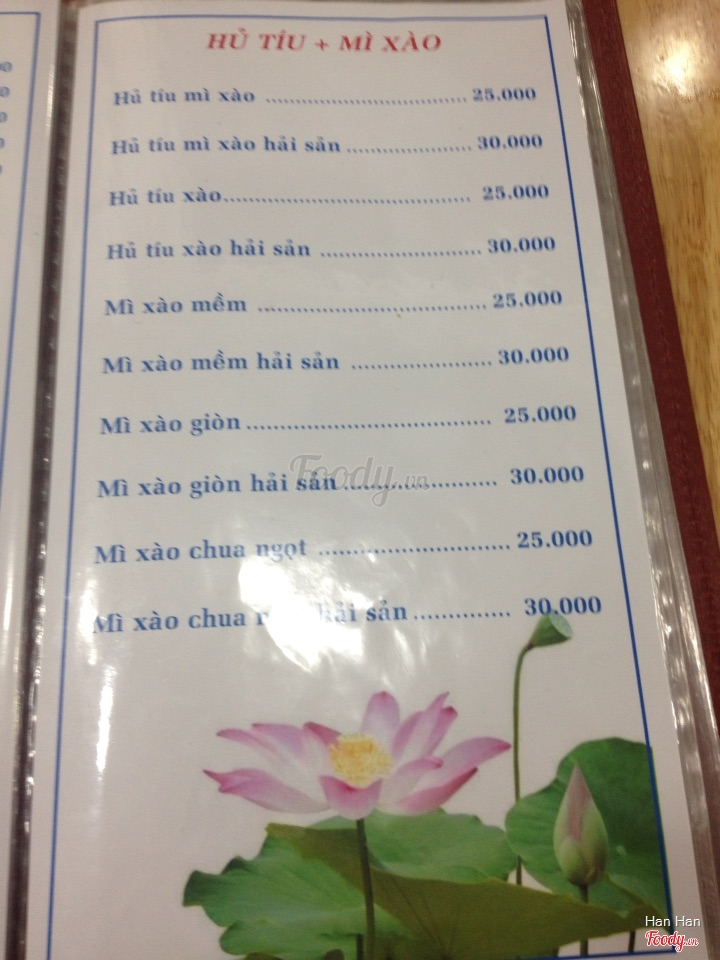 HỦ TÍU + MÌ XÀO
Hủ tíu mì xào ................................ 25.000
Hủ tíu mì xào hải sản .................... 30.000
Hủ tíu xào....................................... 25.000
Hủ tíu xào hải sản .......................... 30.000
Mì xào mềm .................................... 25.000
Mì xào mềm hải sản ...................... 30.000
Mì xào giòn...................................... 25.000
Mì xào giòn hải sản........................ 30.000
Mì xào chua ngọt ............................ 25.000
Mì xào chua hải sản.............. 30.000
Foody.vn
Han Han
Foody.vn